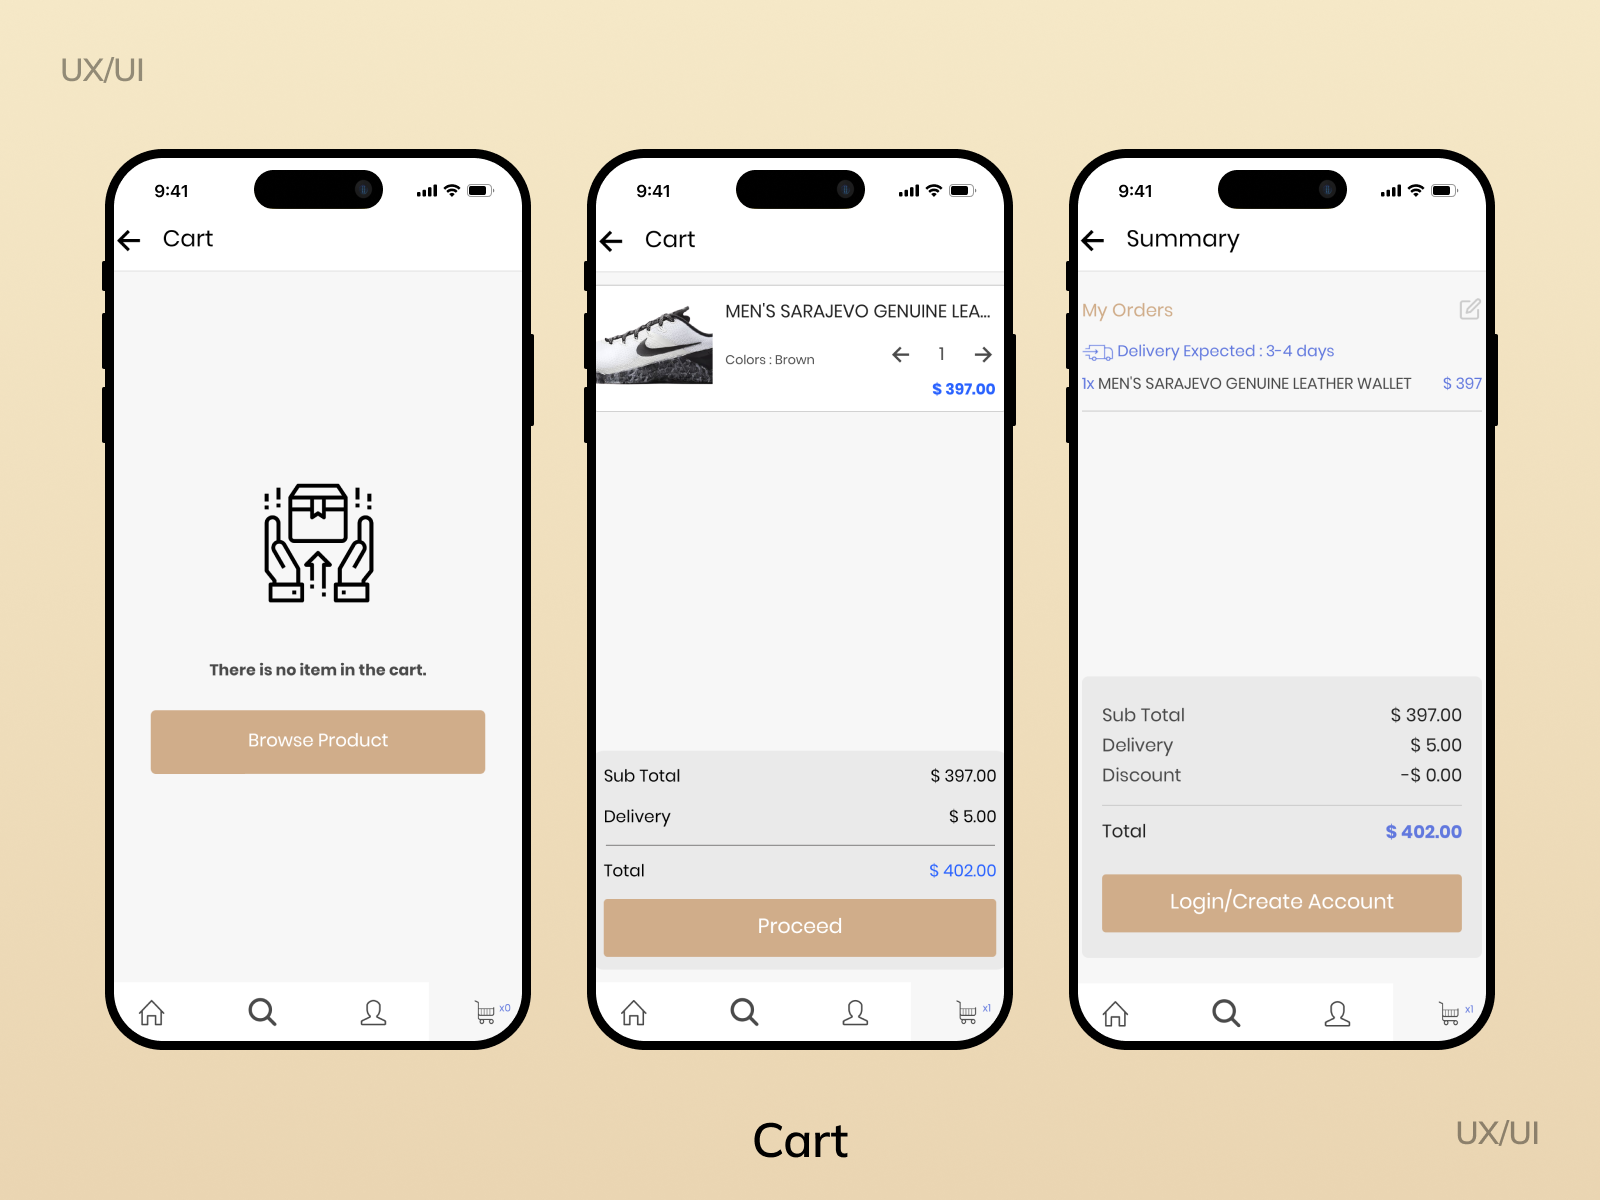 UX/UI
9:41
Cart
There is no item in the cart.
Browse Product
x0
9:41
Cart
MEN'S SARAJEVO GENUINE LEA...
Colors : Brown
1
$ 397.00
Sub Total $ 397.00
Delivery $ 5.00
Total $ 402.00
Proceed
x1
9:41
Summary
My Orders
Delivery Expected : 3-4 days
1x MEN'S SARAJEVO GENUINE LEATHER WALLET $ 397
Sub Total $ 397.00
Delivery $ 5.00
Discount -$ 0.00
Total $ 402.00
Login/Create Account
x1
Cart
UX/UI